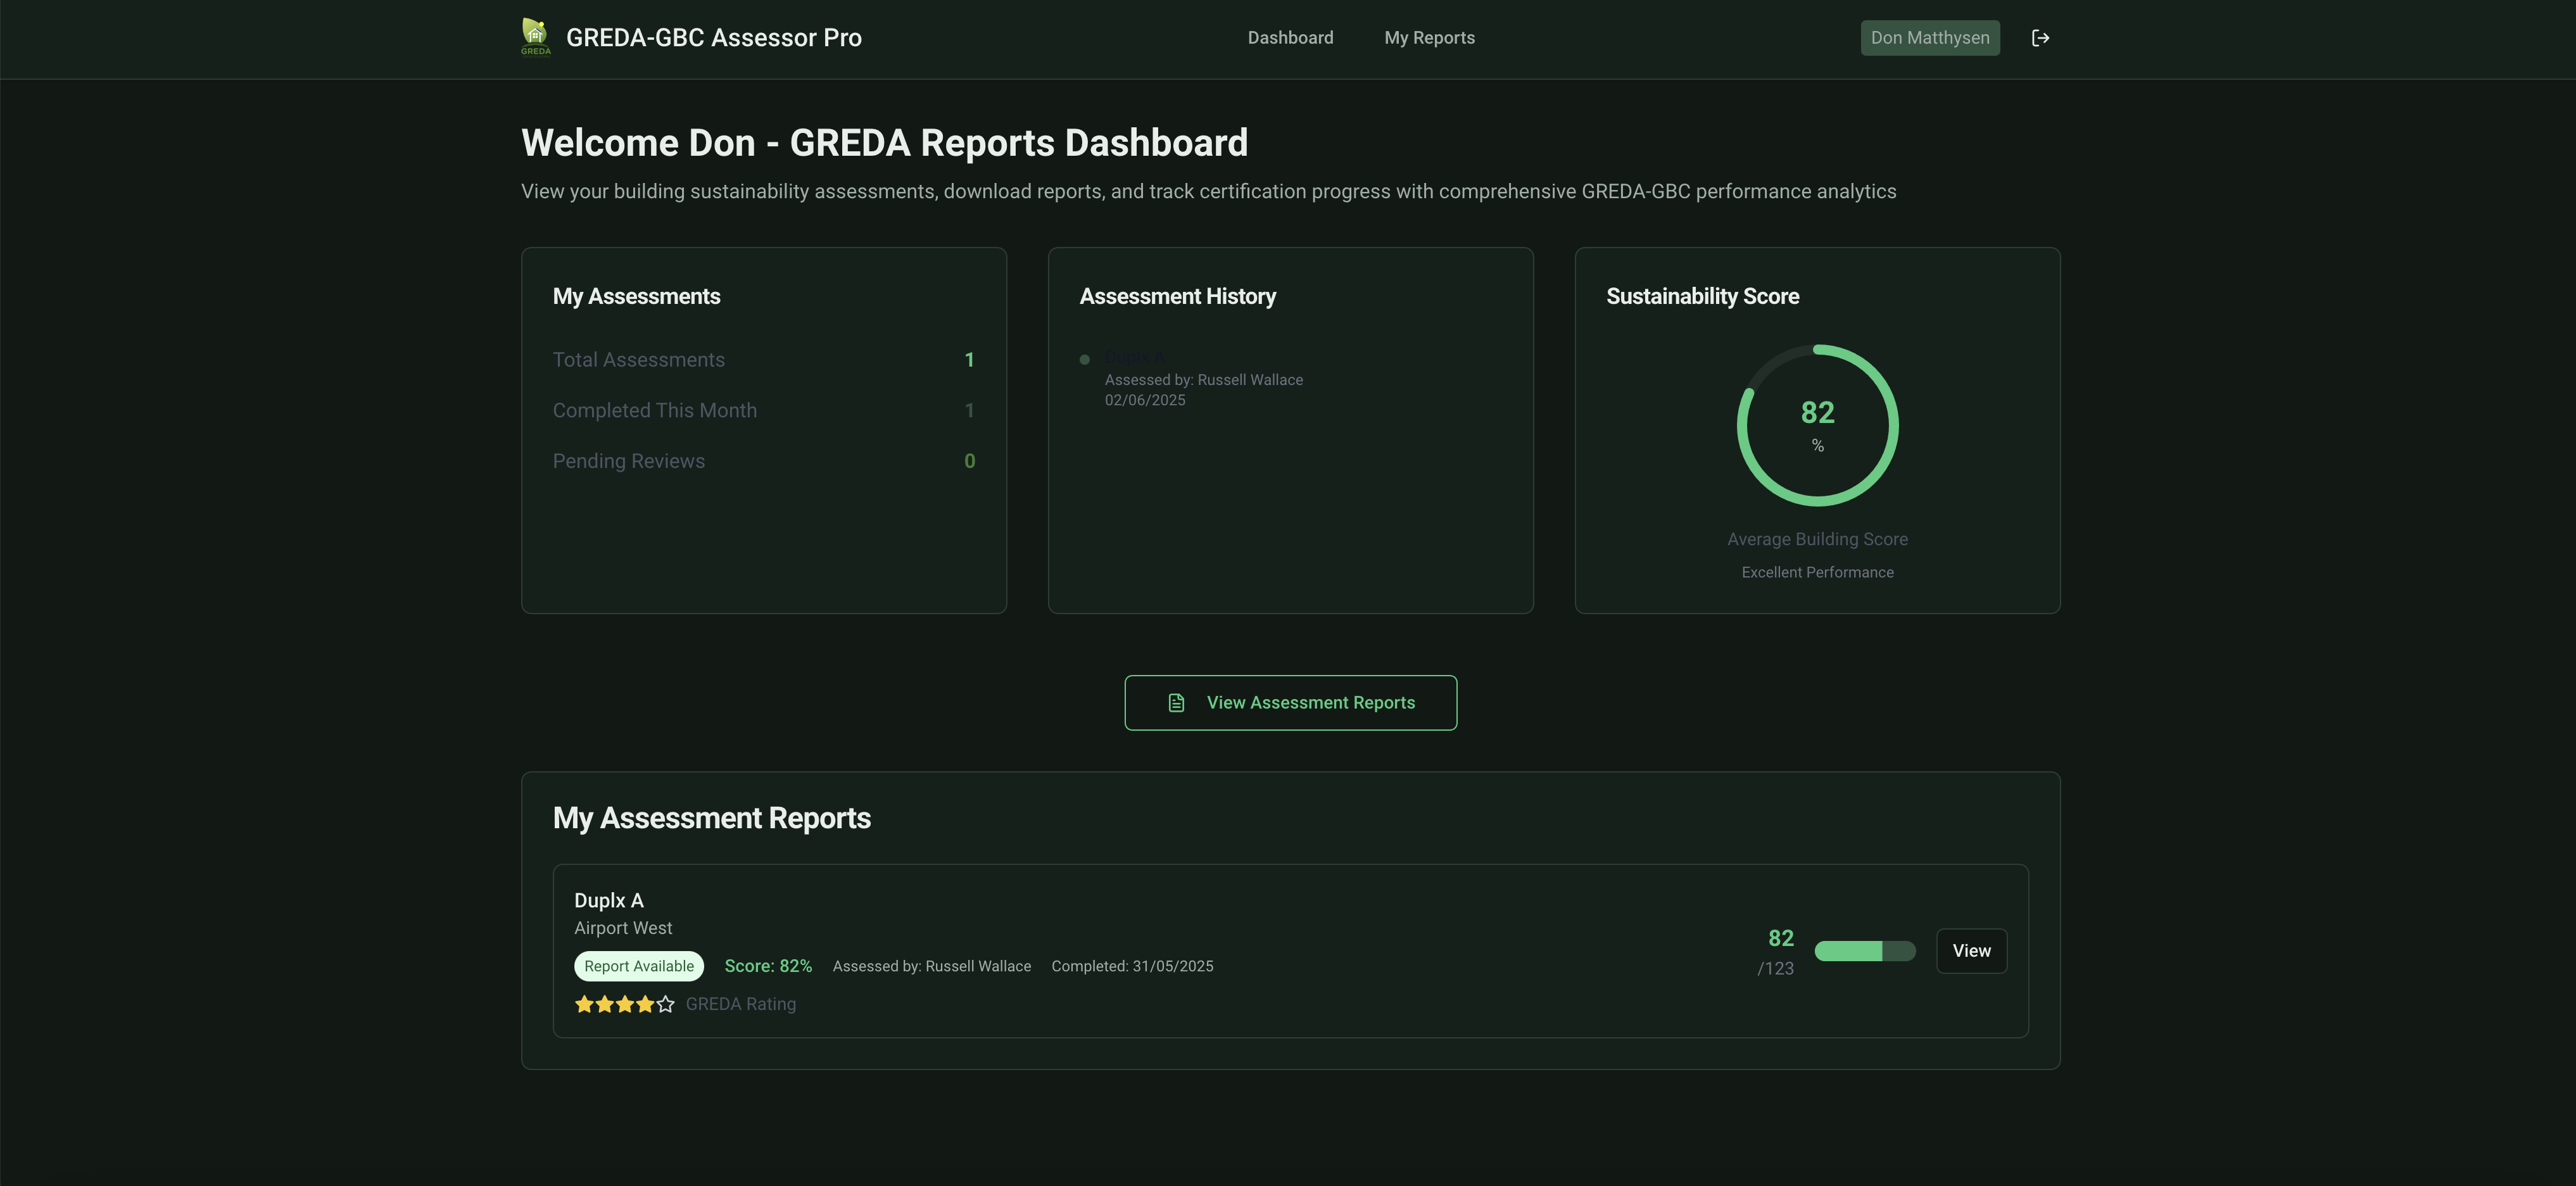 GREDA
GREDA-GBC Assessor Pro
Dashboard
My Reports
Don Matthysen
Welcome Don - GREDA Reports Dashboard
View your building sustainability assessments, download reports, and track certification progress with comprehensive GREDA-GBC performance analytics
My Assessments
Total Assessments 1
Completed This Month 1
Pending Reviews 0
Assessment History
Duplx A
Assessed by: Russell Wallace
02/06/2025
Sustainability Score
82
%
Average Building Score
Excellent Performance
View Assessment Reports
My Assessment Reports
Duplx A
Airport West
Report Available Score: 82% Assessed by: Russell Wallace Completed: 31/05/2025
GREDA Rating
82
/123
View